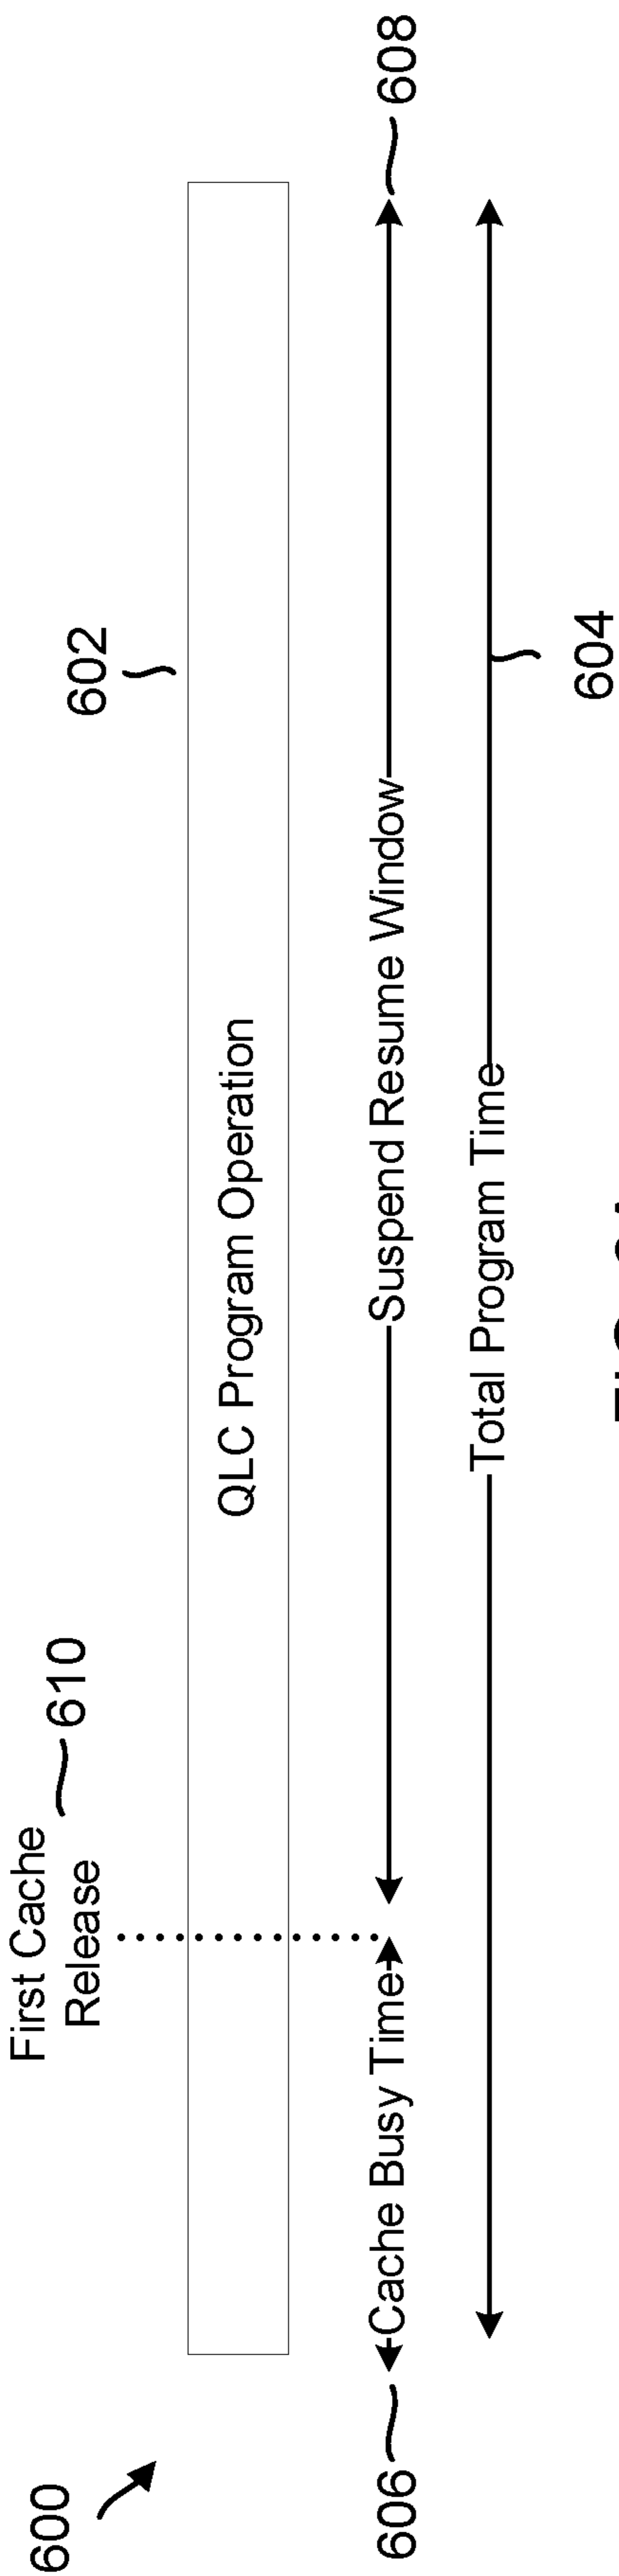 600
First Cache
Release
610
602
QLC Program Operation
606
Cache Busy Time
Suspend Resume Window
608
Total Program Time
604